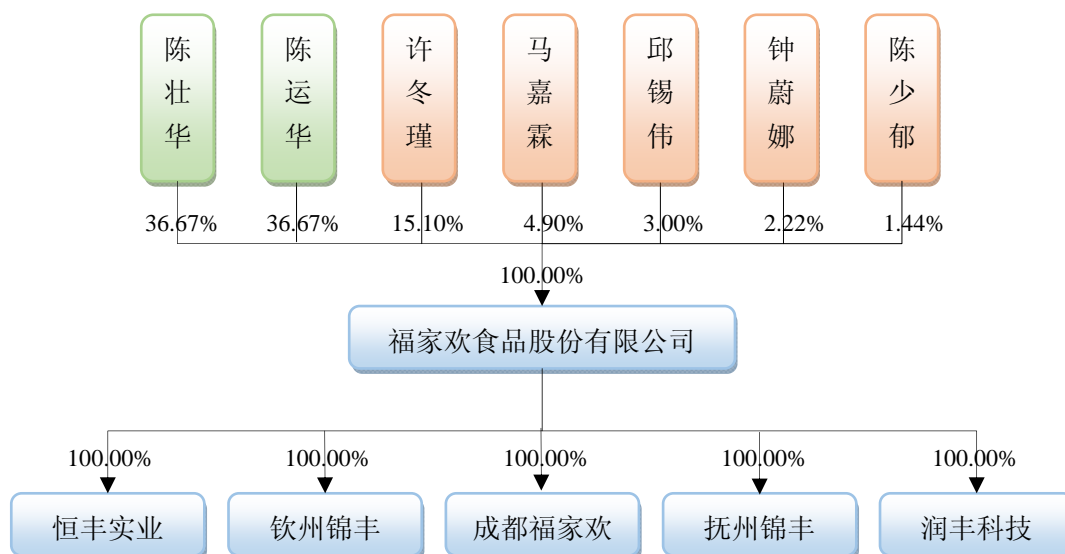 陈壮华
陈运华
许冬瑾
马嘉霖
邱锡伟
钟蔚娜
陈少郁
36.67%
36.67%
15.10%
4.90%
3.00%
2.22%
1.44%
100.00%
福家欢食品股份有限公司
100.00%
100.00%
100.00%
100.00%
100.00%
恒丰实业
钦州锦丰
成都福家欢
抚州锦丰
润丰科技